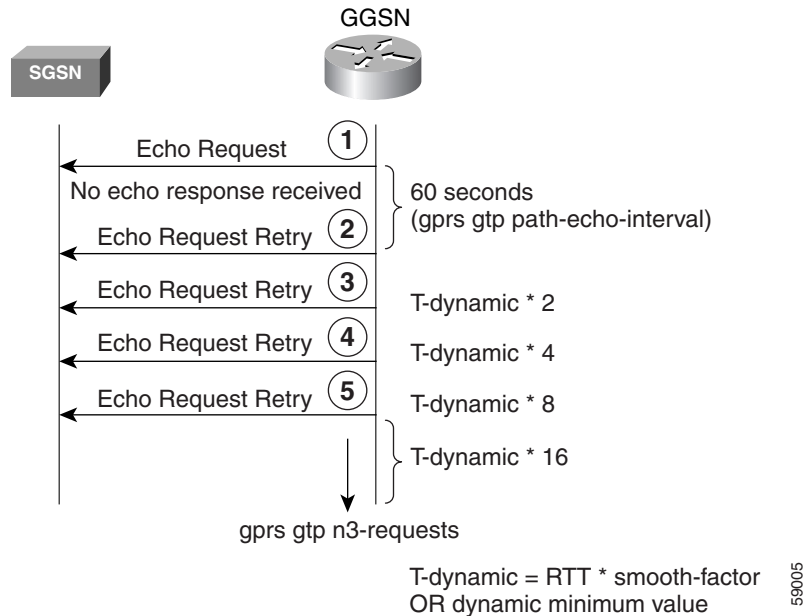 GGSN
SGSN
Echo Request 1
No echo response received
60 seconds
(gprs gtp path-echo-interval)
Echo Request Retry 2
Echo Request Retry 3
T-dynamic * 2
Echo Request Retry 4
T-dynamic * 4
Echo Request Retry 5
T-dynamic * 8
T-dynamic * 16
gprs gtp n3-requests
T-dynamic = RTT * smooth-factor
OR dynamic minimum value
59005